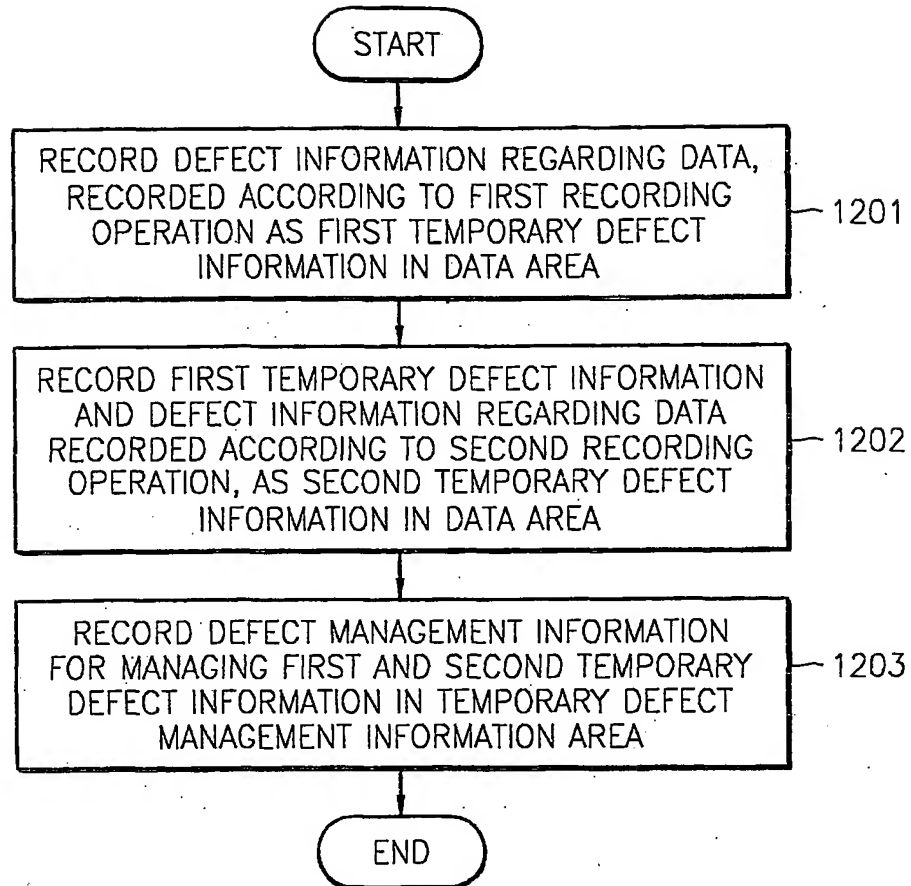 START
RECORD DEFECT INFORMATION REGARDING DATA,
RECORDED ACCORDING TO FIRST RECORDING
OPERATION AS FIRST TEMPORARY DEFECT
INFORMATION IN DATA AREA
1201
RECORD FIRST TEMPORARY DEFECT INFORMATION
AND DEFECT INFORMATION REGARDING DATA
RECORDED ACCORDING TO SECOND RECORDING
OPERATION, AS SECOND TEMPORARY DEFECT
INFORMATION IN DATA AREA
1202
RECORD DEFECT MANAGEMENT INFORMATION
FOR MANAGING FIRST AND SECOND TEMPORARY
DEFECT INFORMATION IN TEMPORARY DEFECT
MANAGEMENT INFORMATION AREA
1203
END